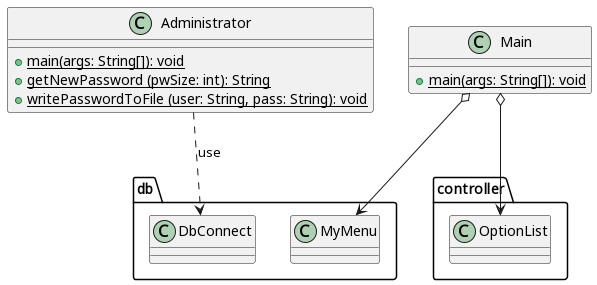 Administrator
main(args: String[]): void
getNewPassword (pwSize: int): String
writePasswordToFile (user: String, pass: String): void
Main
main(args: String[]): void
use
db
DbConnect
MyMenu
controller
OptionList